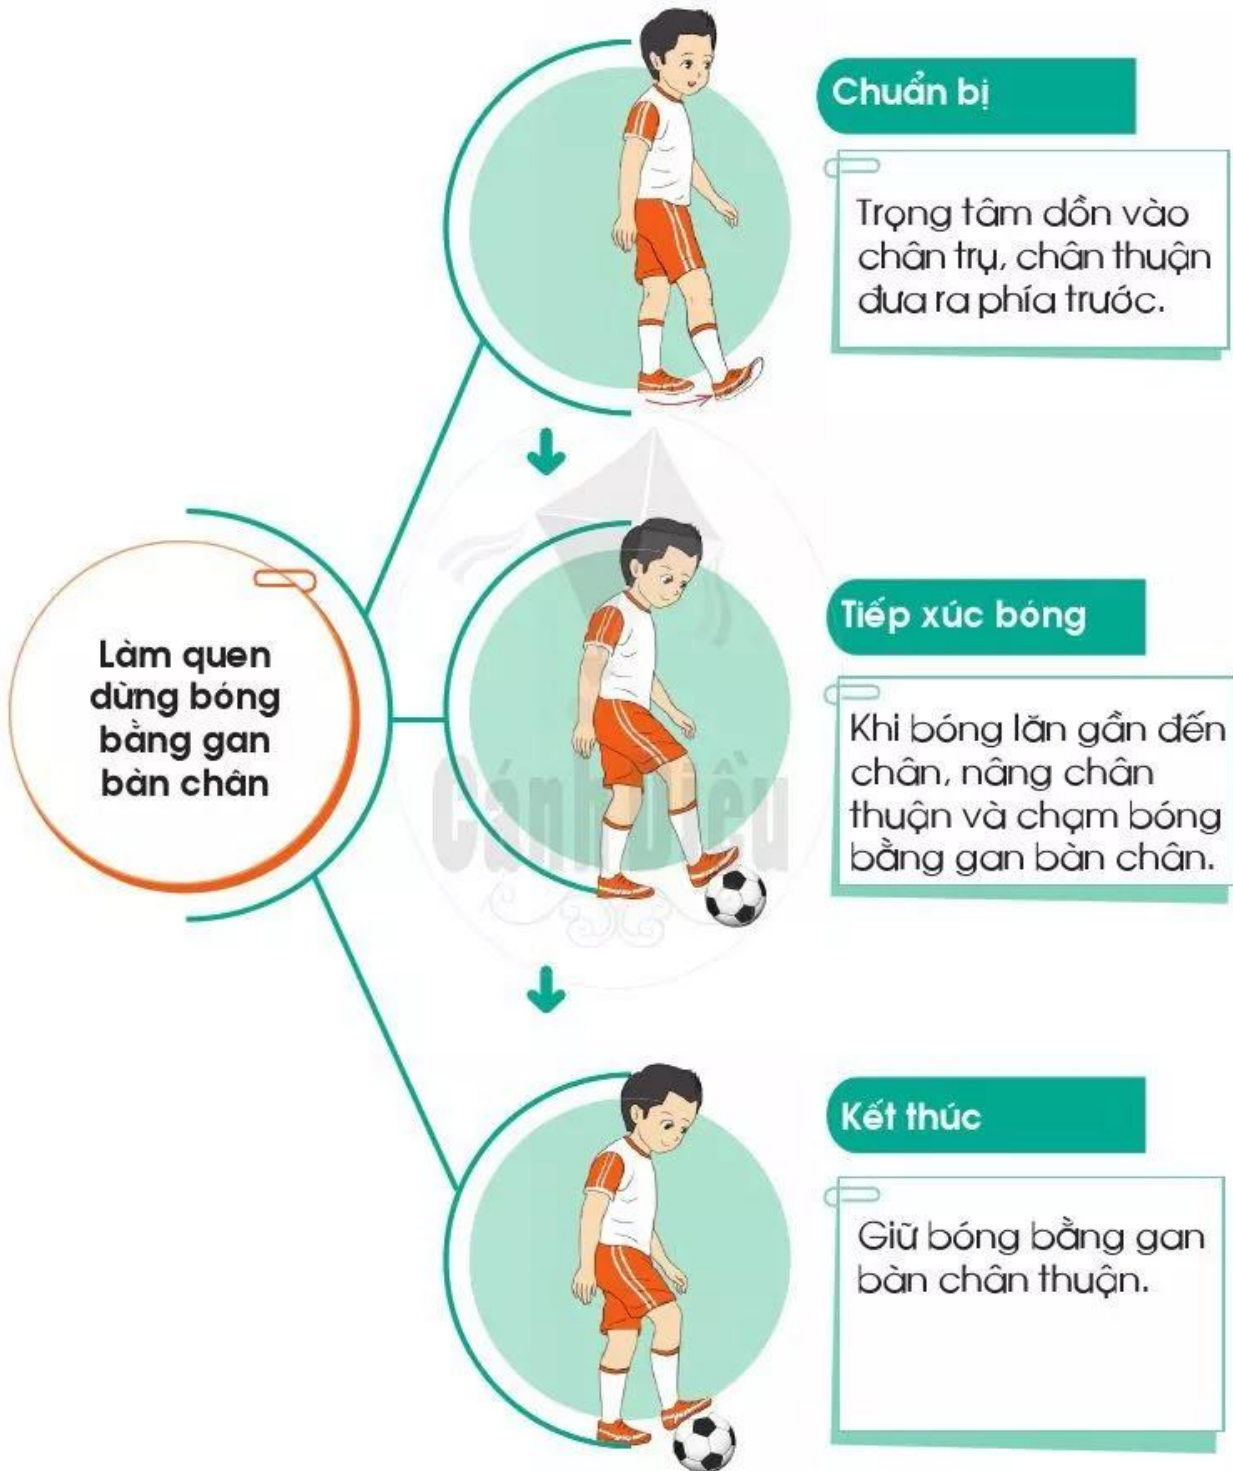 Chuẩn bị
Trọng tâm dồn vào
chân trụ, chân thuận
đưa ra phía trước.
Làm quen
dừng bóng
bằng gan
bàn chân
Tiếp xúc bóng
Khi bóng lăn gần đến
chân, nâng chân
thuận và chạm bóng
bằng gan bàn chân.
Cánh Diều
Kết thúc
Giữ bóng bằng gan
bàn chân thuận.